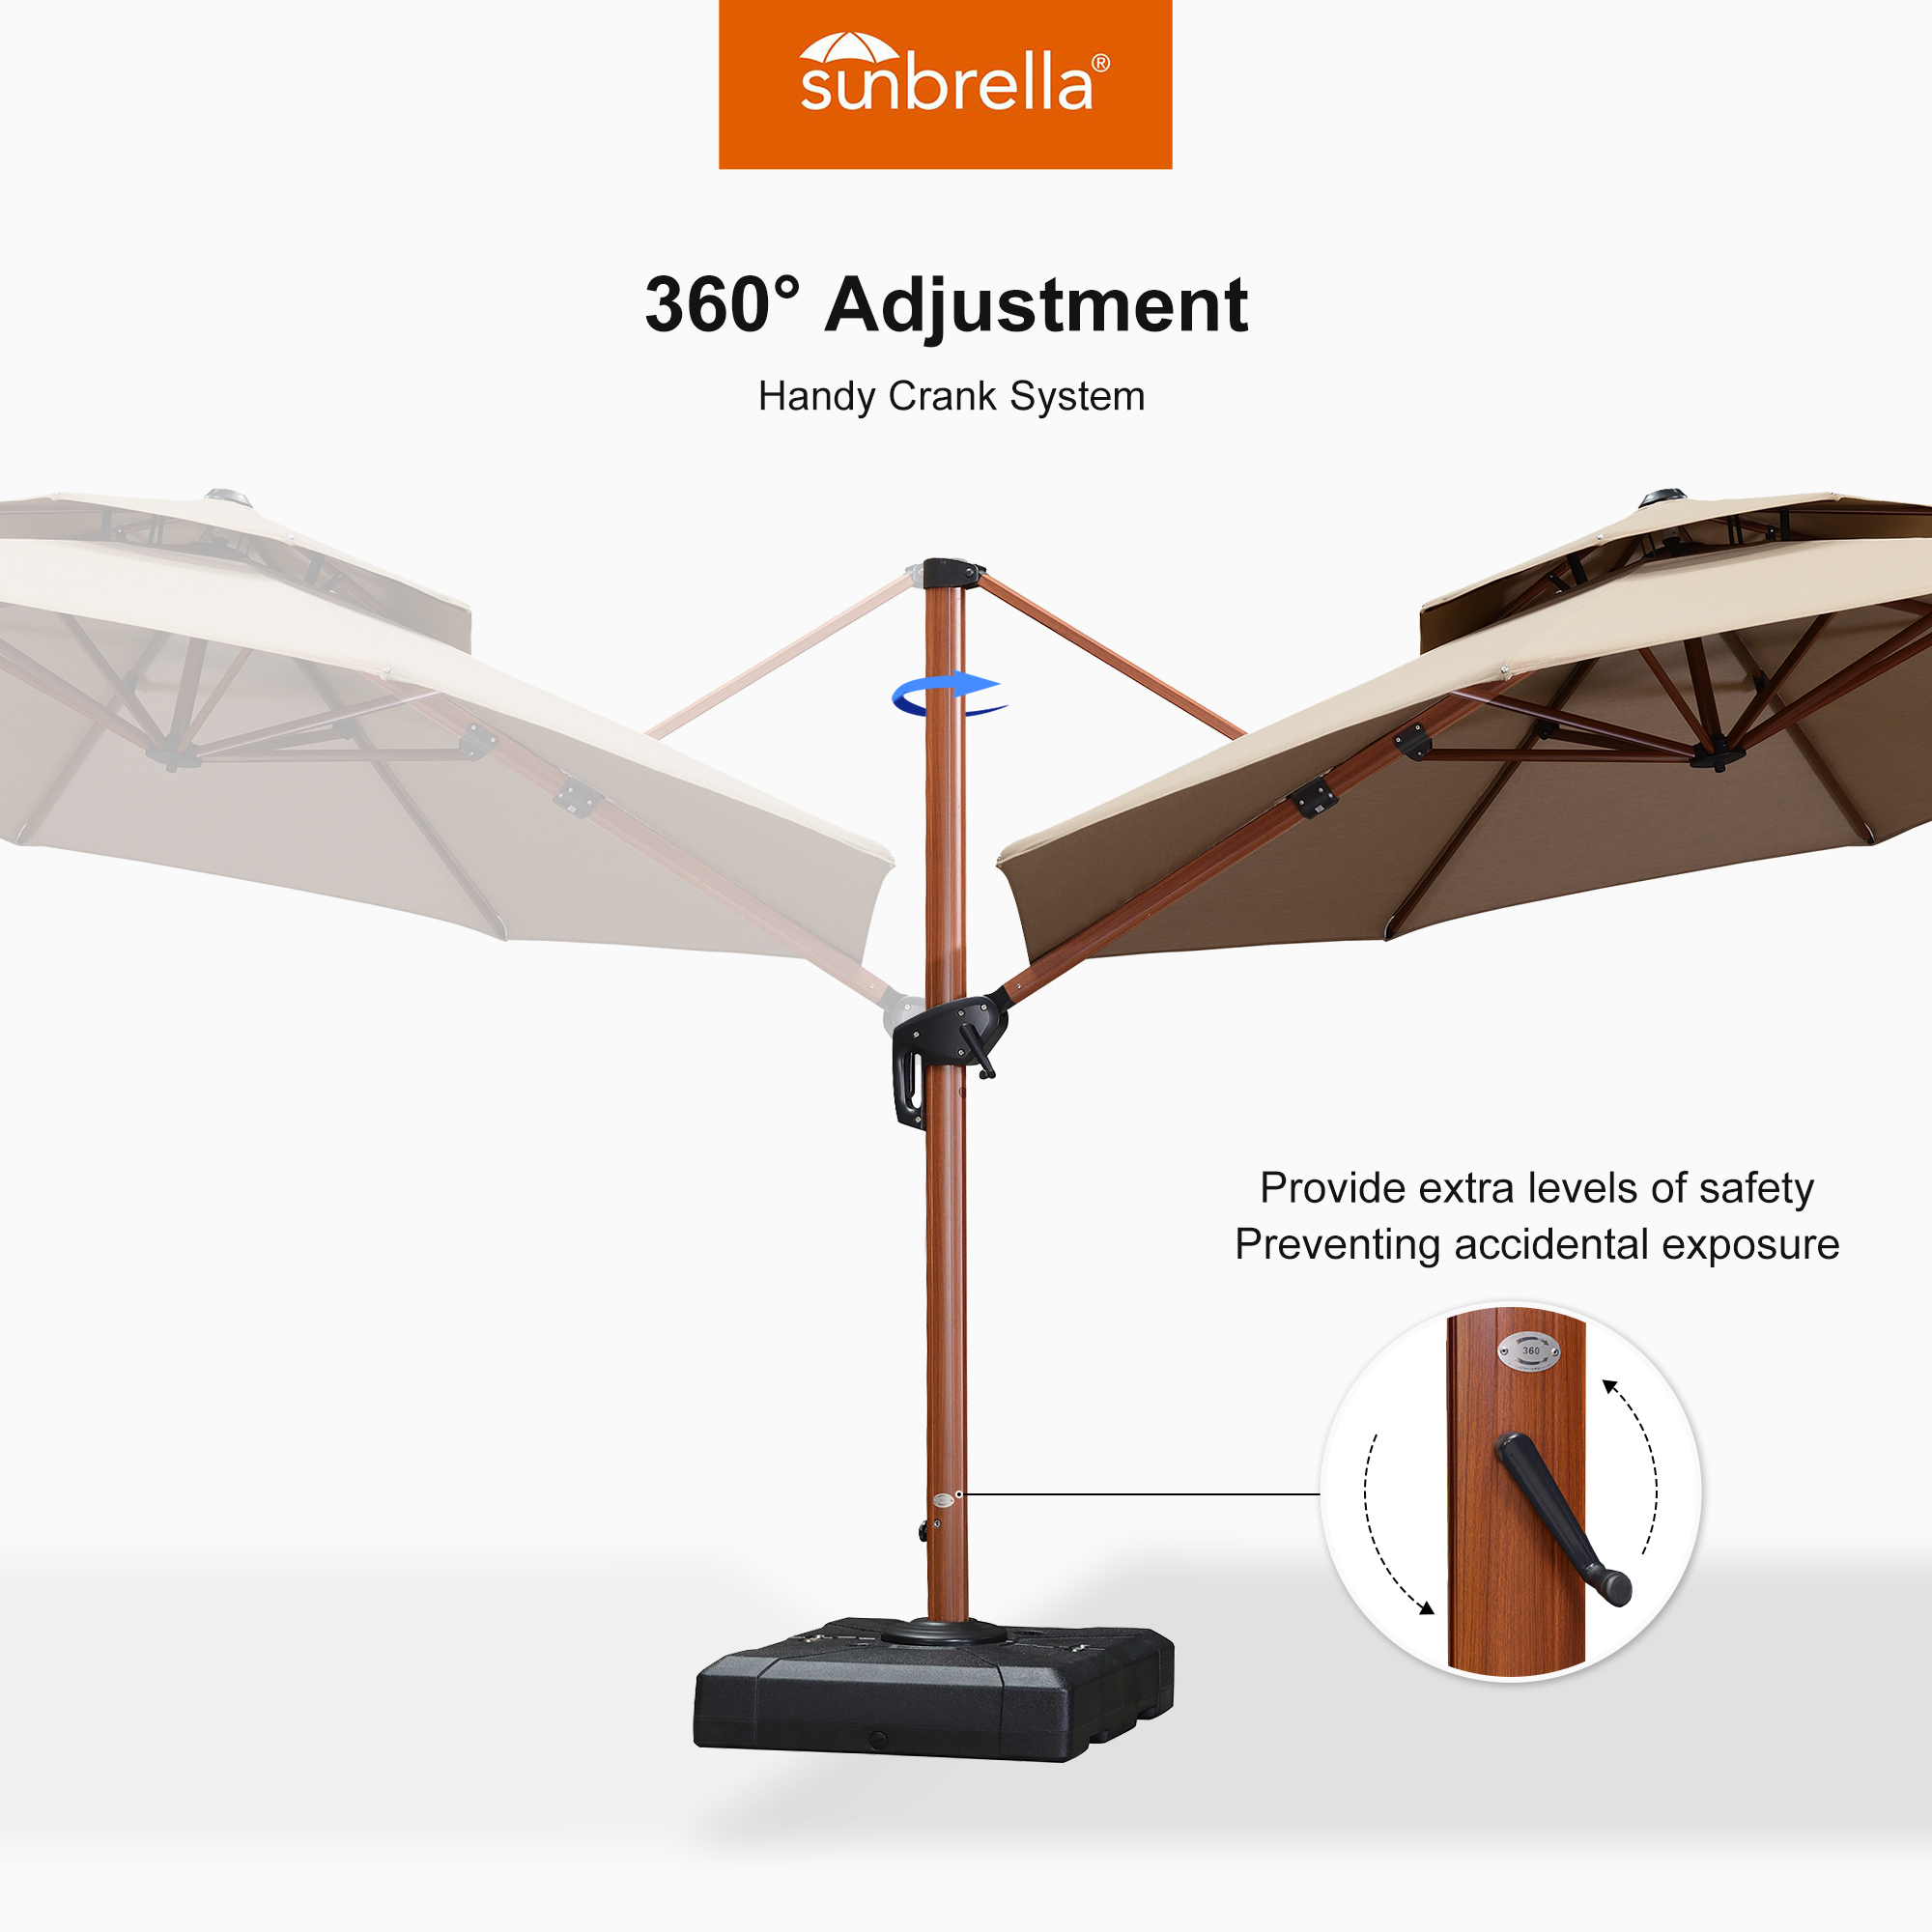 sunbrella®
360° Adjustment
Handy Crank System
Provide extra levels of safety
Preventing accidental exposure
360